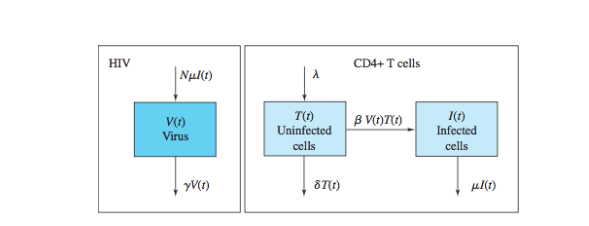 HIV
NμI(t)
V(t)
Virus
γV(t)
CD4+ T cells
λ
T(t)
Uninfected
cells
β V(t)T(t)
I(t)
Infected
cells
δT(t)
μI(t)